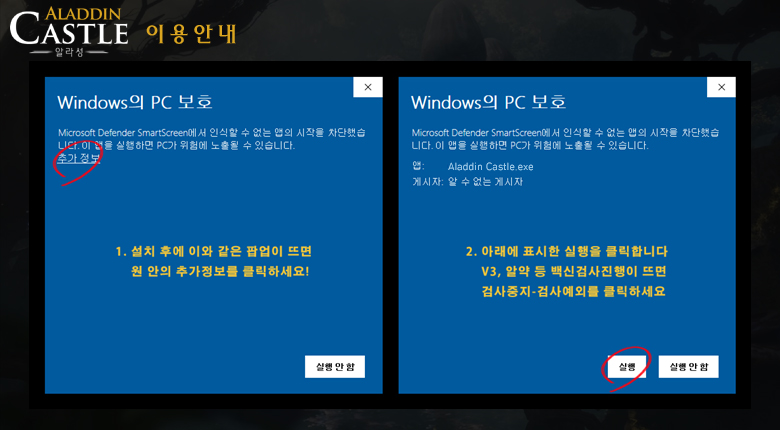 ALADDIN
CASTLE
알라성
이용안내
Windows의 PC 보호
Microsoft Defender SmartScreen에서 인식할 수 없는 앱의 시작을 차단했습
니다. 이 앱을 실행하면 PC가 위험에 노출될 수 있습니다.
추가 정보
1. 설치 후에 이와 같은 팝업이 뜨면
원 안의 추가정보를 클릭하세요!
실행 안 함
Windows의 PC 보호
Microsoft Defender SmartScreen에서 인식할 수 없는 앱의 시작을 차단했습
니다. 이 앱을 실행하면 PC가 위험에 노출될 수 있습니다.
앱: Aladdin Castle.exe
게시자: 알 수 없는 게시자
2. 아래에 표시한 실행을 클릭합니다
V3, 알약 등 백신검사진행이 뜨면
검사중지-검사예외를 클릭하세요
실행
실행 안 함